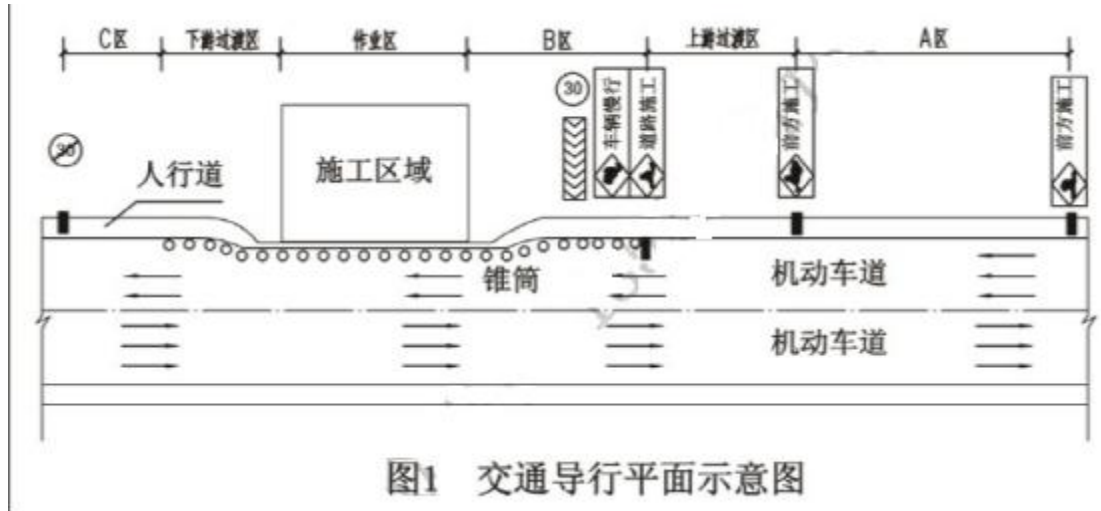 C区 下游过渡区 作业区 B区 上游过渡区 A区
30
车辆慢行
道路施工
前方施工
前方施工
30
人行道
施工区域
锥筒
机动车道
机动车道
图1 交通导行平面示意图